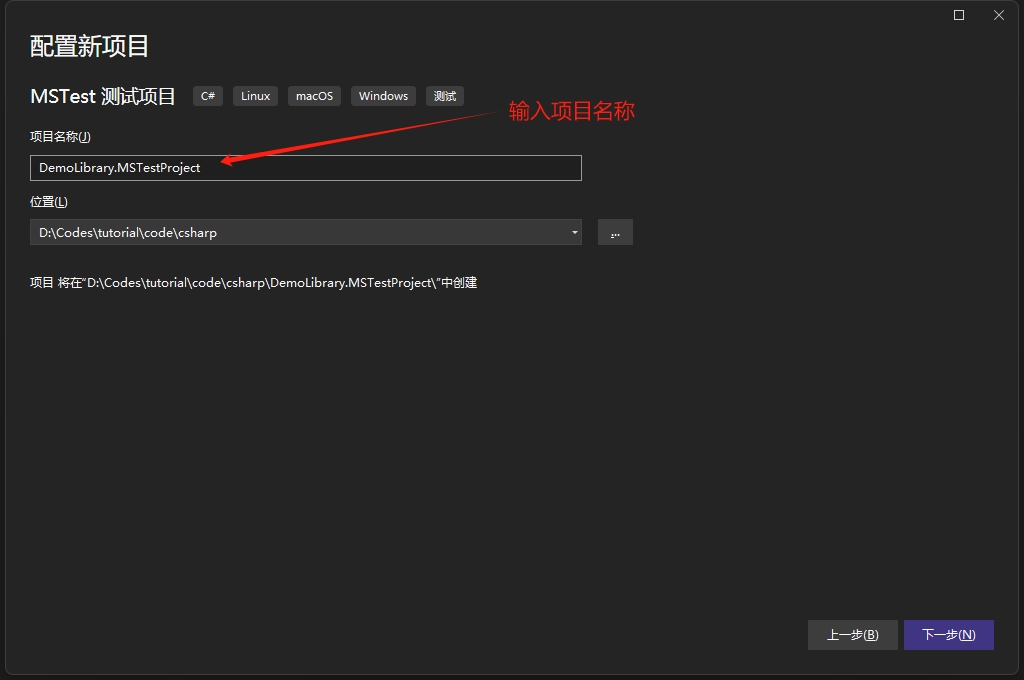 配置新项目
MSTest 测试项目 C# Linux macOS Windows 测试
输入项目名称
项目名称(J)
DemoLibrary.MSTestProject
位置(L)
D:\Codes\tutorial\code\csharp ...
项目 将在"D:\Codes\tutorial\code\csharp\DemoLibrary.MSTestProject\"中创建
上一步(B) 下一步(N)